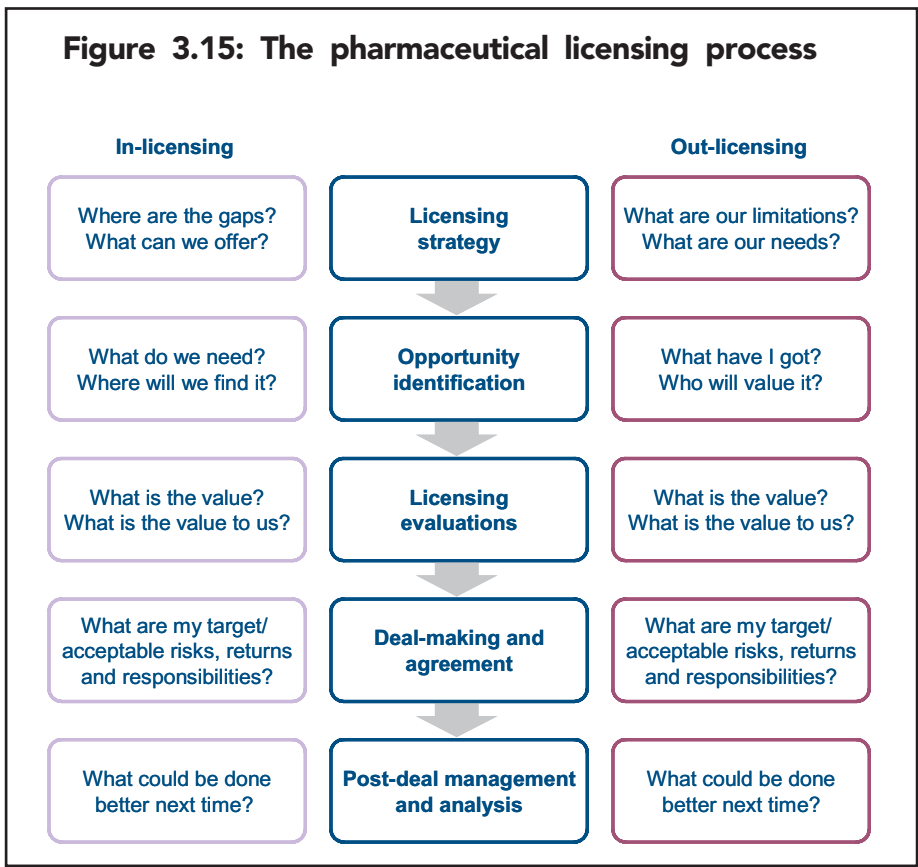 Figure 3.15: The pharmaceutical licensing process
In-licensing
Out-licensing
Where are the gaps?
What can we offer?
Licensing
strategy
What are our limitations?
What are our needs?
What do we need?
Where will we find it?
Opportunity
identification
What have I got?
Who will value it?
What is the value?
What is the value to us?
Licensing
evaluations
What is the value?
What is the value to us?
What are my target/
acceptable risks, returns
and responsibilities?
Deal-making and
agreement
What are my target/
acceptable risks, returns
and responsibilities?
What could be done
better next time?
Post-deal management
and analysis
What could be done
better next time?